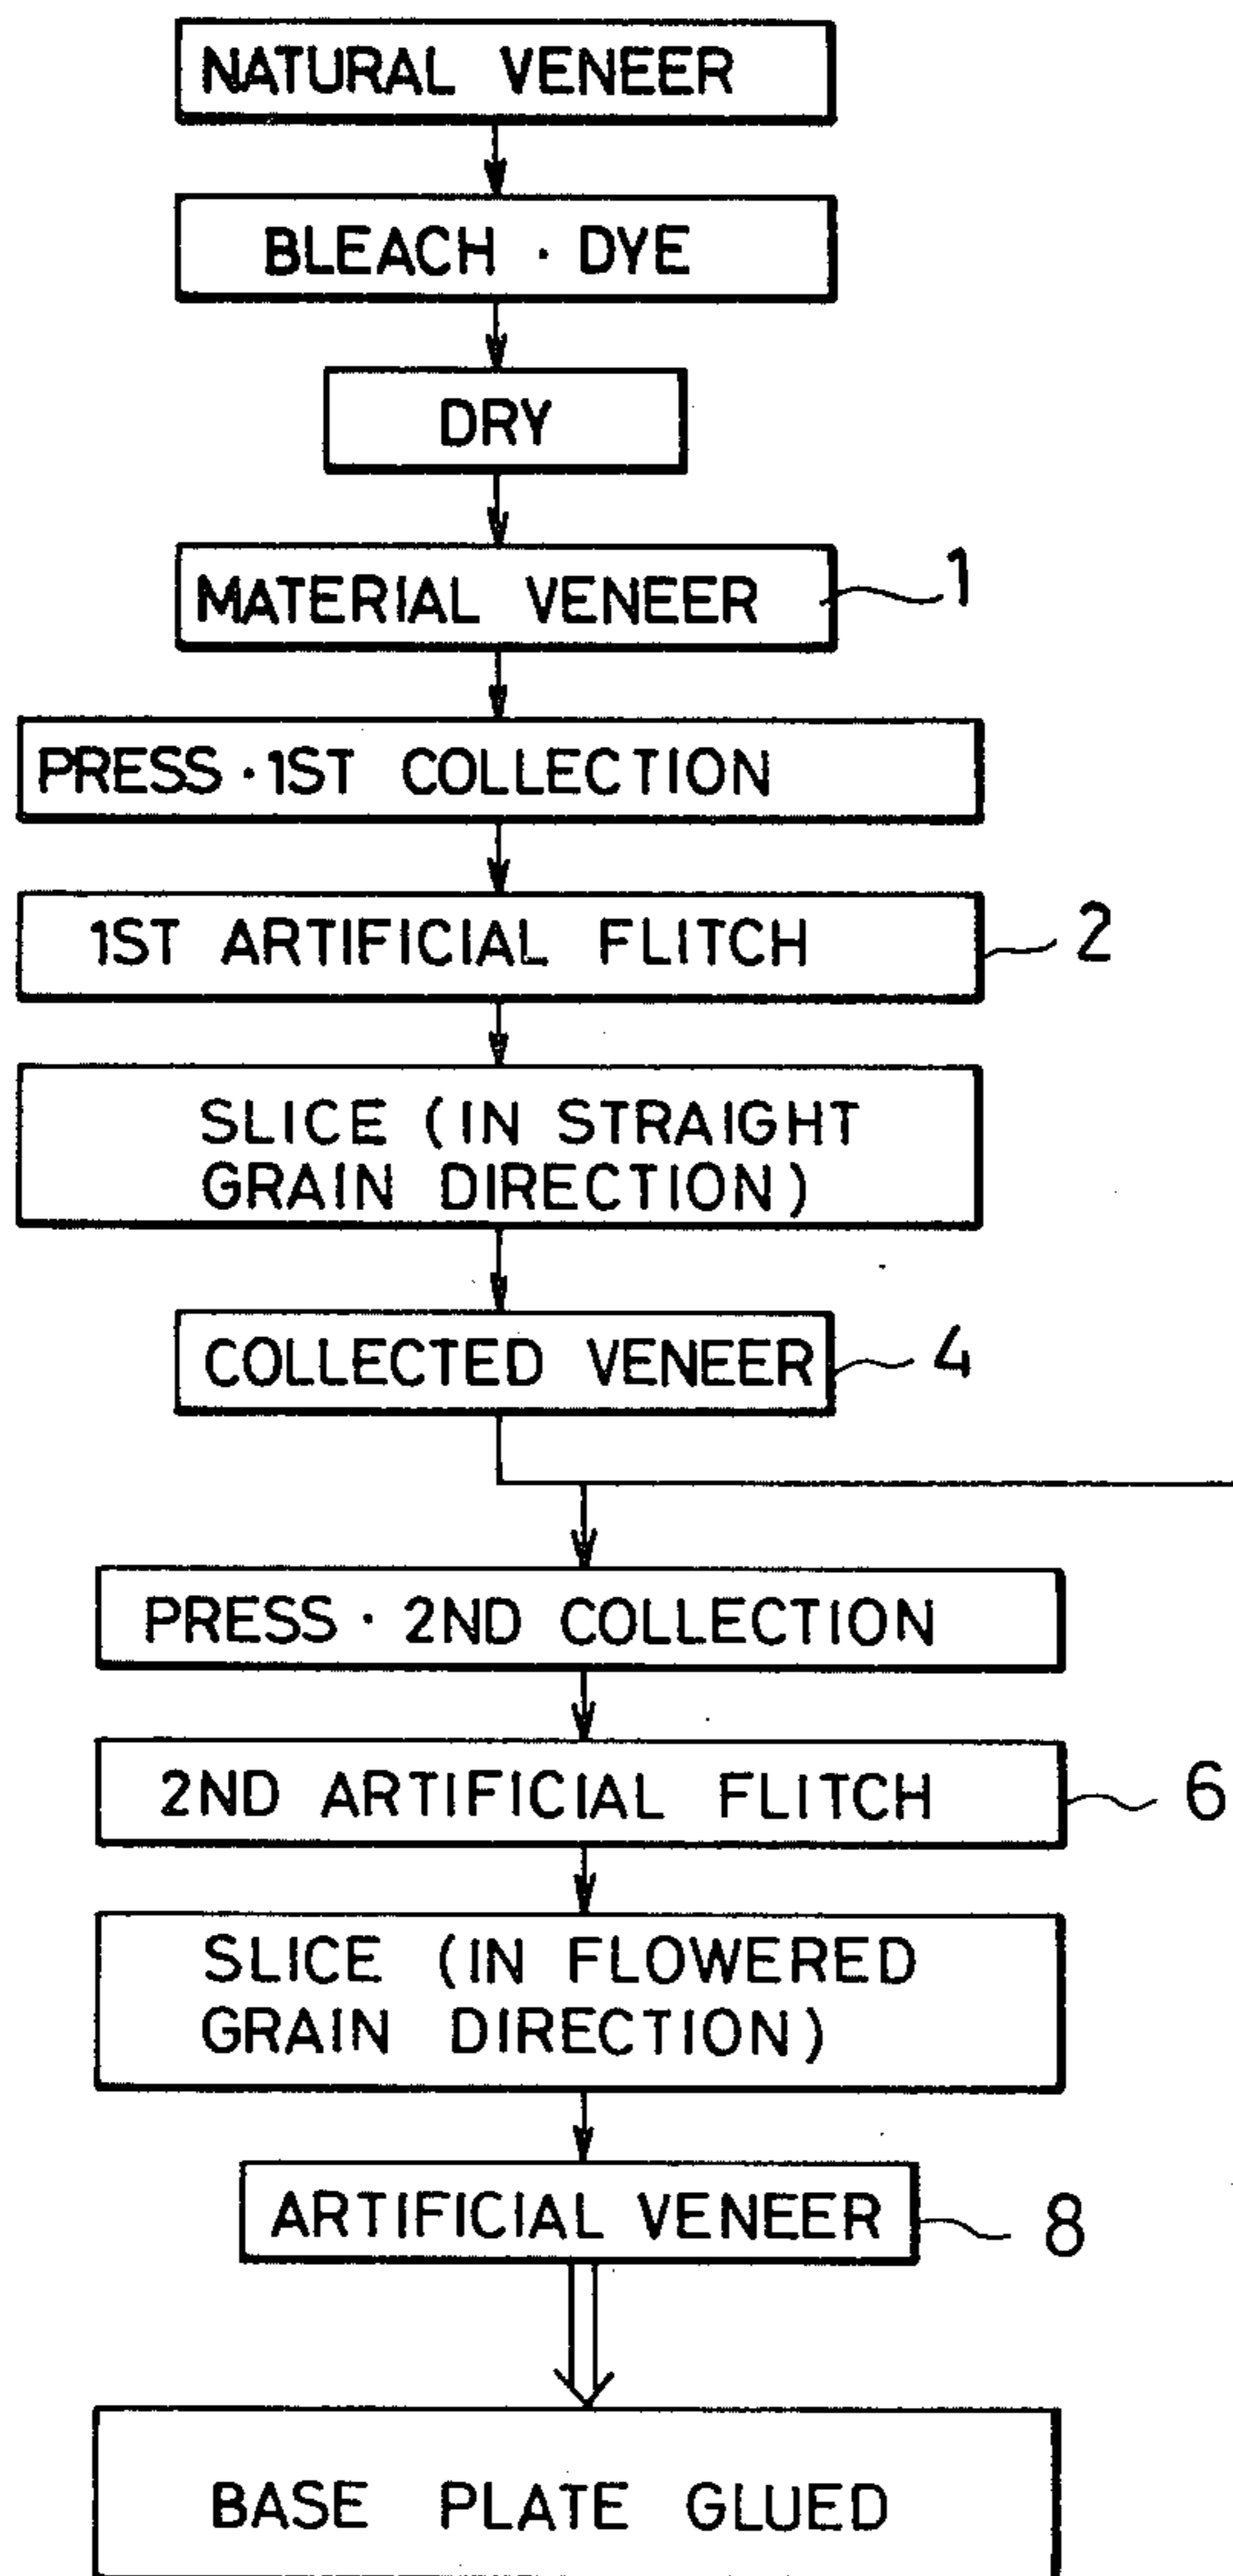 NATURAL VENEER
BLEACH · DYE
DRY
MATERIAL VENEER
1
PRESS · 1ST COLLECTION
1ST ARTIFICIAL FLITCH
2
SLICE (IN STRAIGHT
GRAIN DIRECTION)
COLLECTED VENEER
4
PRESS · 2ND COLLECTION
2ND ARTIFICIAL FLITCH
6
SLICE (IN FLOWERED
GRAIN DIRECTION)
ARTIFICIAL VENEER
8
BASE PLATE GLUED